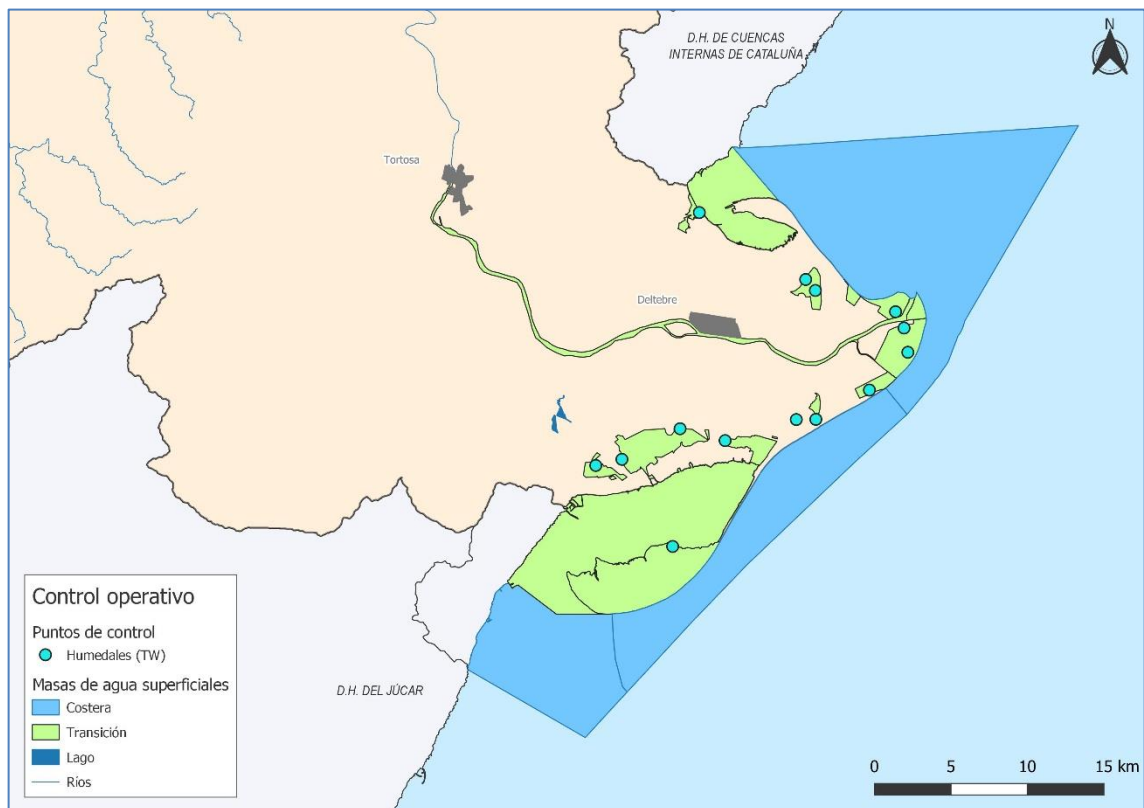 D.H. DE CUENCAS
INTERNAS DE CATALUÑA
N
Tortosa
Deltebre
D.H. DEL JÚCAR
Control operativo
Puntos de control
Humedales (TW)
Masas de agua superficiales
Costera
Transición
Lago
Ríos
0 5 10 15 km